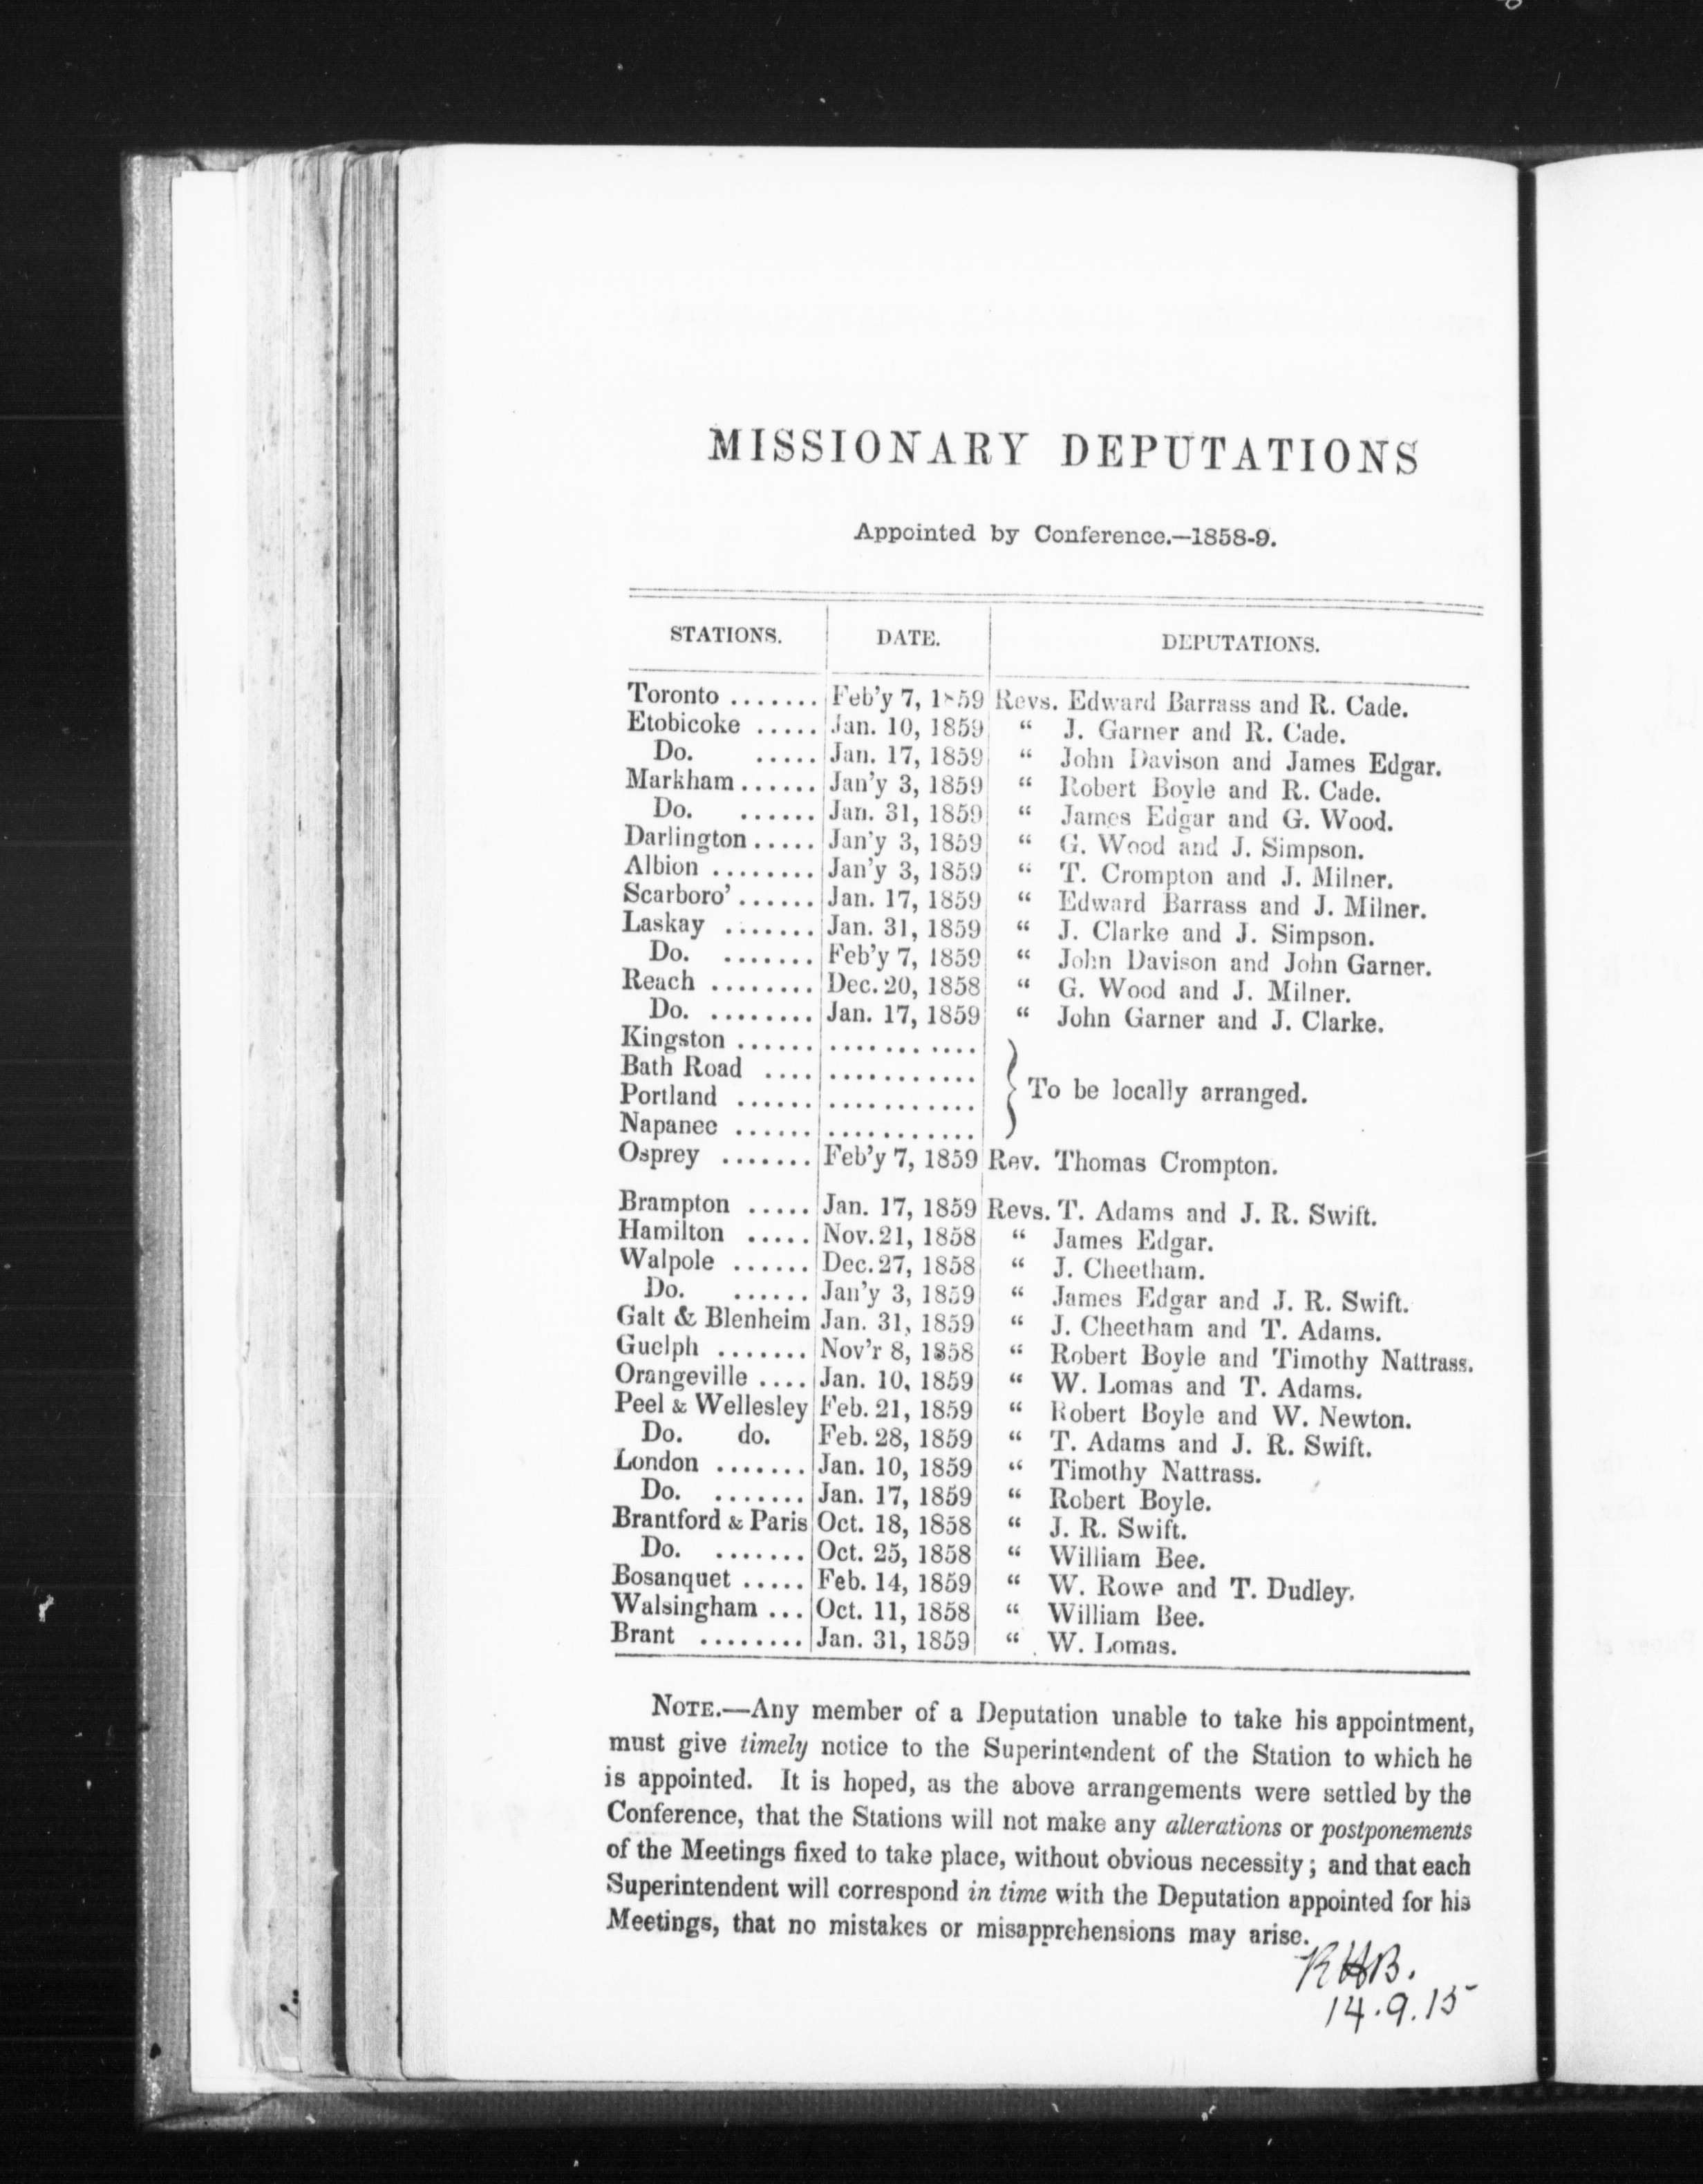 MISSIONARY DEPUTATIONS
Appointed by Conference.—1858-9.
STATIONS. DATE. DEPUTATIONS.
Toronto ....... Feb'y 7, 1859 Revs. Edward Barrass and R. Cade.
Etobicoke ..... Jan. 10, 1859 “ J. Garner and R. Cade.
Do. ..... Jan. 17, 1859 “ John Davison and James Edgar.
Markham ...... Jan'y 3, 1859 “ Robert Boyle and R. Cade.
Do. ...... Jan. 31, 1859 “ James Edgar and G. Wood.
Darlington ..... Jan'y 3, 1859 “ G. Wood and J. Simpson.
Albion ........ Jan'y 3, 1859 “ T. Crompton and J. Milner.
Scarboro' ...... Jan. 17, 1859 “ Edward Barrass and J. Milner.
Laskay ....... Jan. 31, 1859 “ J. Clarke and J. Simpson.
Do. ....... Feb'y 7, 1859 “ John Davison and John Garner.
Reach ........ Dec. 20, 1858 “ G. Wood and J. Milner.
Do. ........ Jan. 17, 1859 “ John Garner and J. Clarke.
Kingston ...... ...........
Bath Road .... ...........
To be locally arranged.
Portland ...... ...........
Napanee ...... ...........
Osprey ....... Feb'y 7, 1859 Rev. Thomas Crompton.
Brampton ..... Jan. 17, 1859 Revs. T. Adams and J. R. Swift.
Hamilton ..... Nov. 21, 1858 “ James Edgar.
Walpole ...... Dec. 27, 1858 “ J. Cheetham.
Do. ...... Jan'y 3, 1859 “ James Edgar and J. R. Swift.
Galt & Blenheim Jan. 31, 1859 “ J. Cheetham and T. Adams.
Guelph ....... Nov'r 8, 1858 “ Robert Boyle and Timothy Nattrass.
Orangeville .... Jan. 10, 1859 “ W. Lomas and T. Adams.
Peel & Wellesley Feb. 21, 1859 “ Robert Boyle and W. Newton.
Do. do. Feb. 28, 1859 “ T. Adams and J. R. Swift.
London ....... Jan. 10, 1859 “ Timothy Nattrass.
Do. ....... Jan. 17, 1859 “ Robert Boyle.
Brantford & Paris Oct. 18, 1858 “ J. R. Swift.
Do. ....... Oct. 25, 1858 “ William Bee.
Bosanquet ..... Feb. 14, 1859 “ W. Rowe and T. Dudley.
Walsingham ... Oct. 11, 1858 “ William Bee.
Brant ........ Jan. 31, 1859 “ W. Lomas.
NOTE.—Any member of a Deputation unable to take his appointment,
must give timely notice to the Superintendent of the Station to which he
is appointed. It is hoped, as the above arrangements were settled by the
Conference, that the Stations will not make any alterations or postponements
of the Meetings fixed to take place, without obvious necessity; and that each
Superintendent will correspond in time with the Deputation appointed for his
Meetings, that no mistakes or misapprehensions may arise.
RHB.
14.9.15